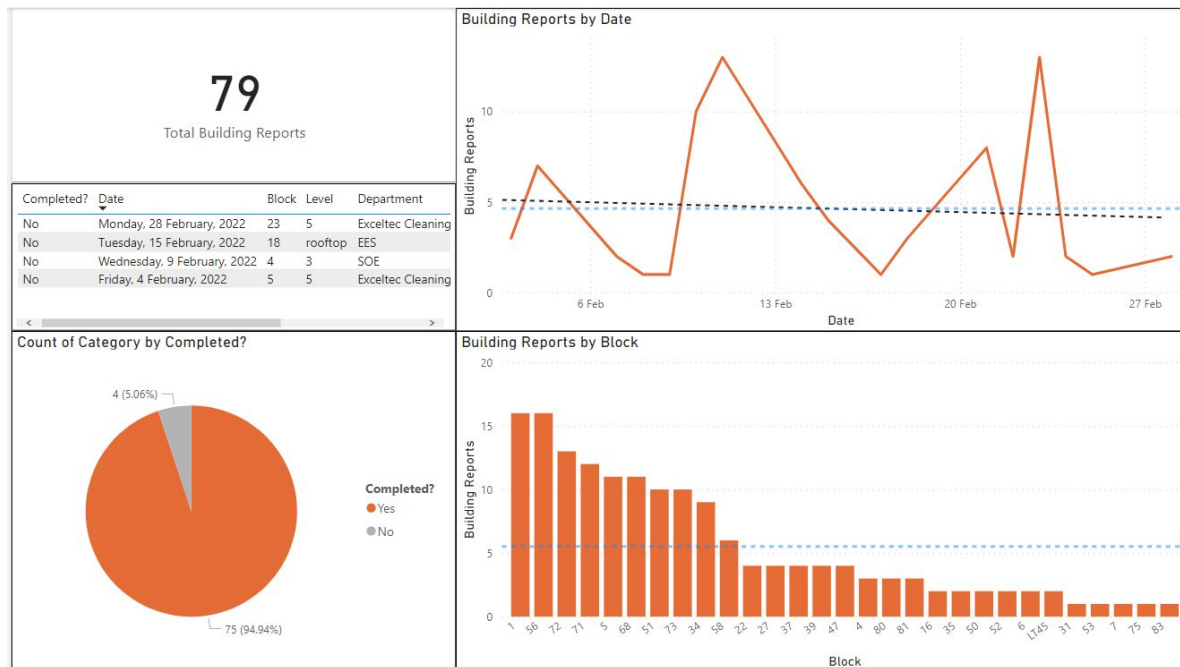 79
Total Building Reports
Completed? Date Block Level Department
No Monday, 28 February, 2022 23 5 Exceltec Cleaning
No Tuesday, 15 February, 2022 18 rooftop EES
No Wednesday, 9 February, 2022 4 3 SOE
No Friday, 4 February, 2022 5 5 Exceltec Cleaning
Building Reports by Date
Building Reports
10
5
0
6 Feb 13 Feb 20 Feb 27 Feb
Date
Count of Category by Completed?
4 (5.06%)
75 (94.94%)
Completed?
Yes
No
Building Reports by Block
Building Reports
20
15
10
5
0
1 56 72 71 5 68 51 73 34 58 22 27 37 39 47 4 80 81 16 35 50 52 6 LT45 31 53 7 75 83
Block